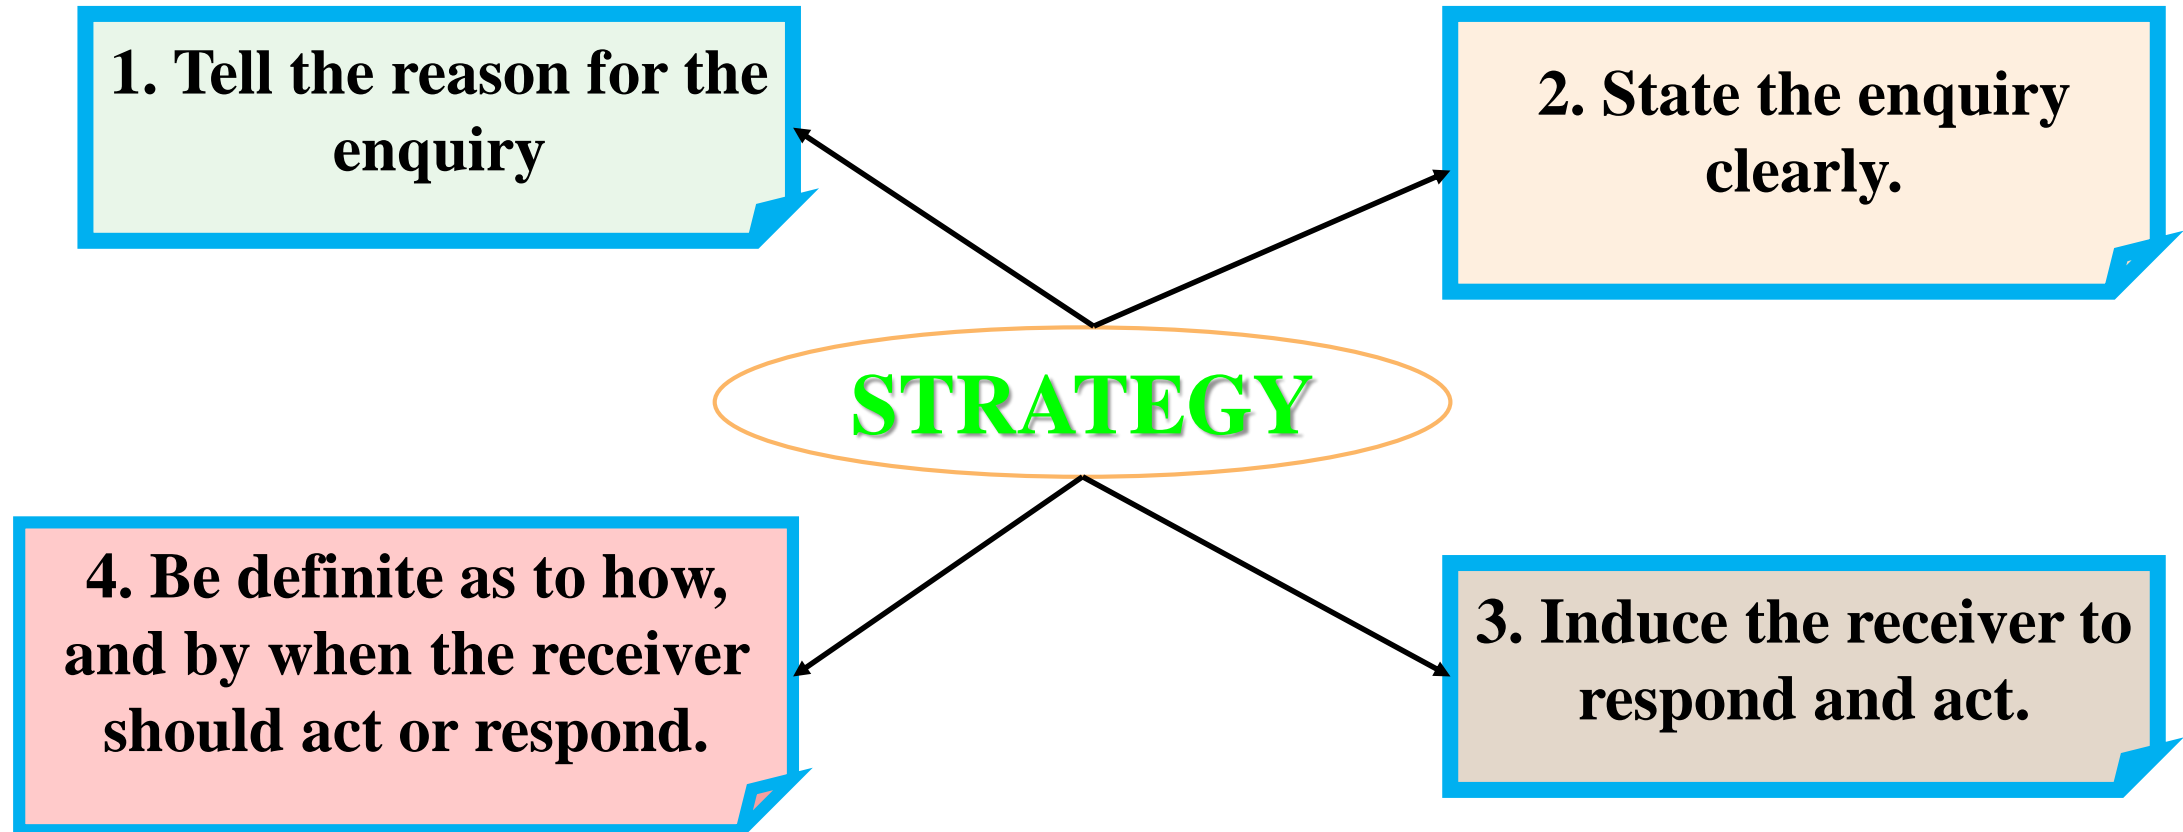 1. Tell the reason for the
enquiry
2. State the enquiry
clearly.
STRATEGY
4. Be definite as to how,
and by when the receiver
should act or respond.
3. Induce the receiver to
respond and act.